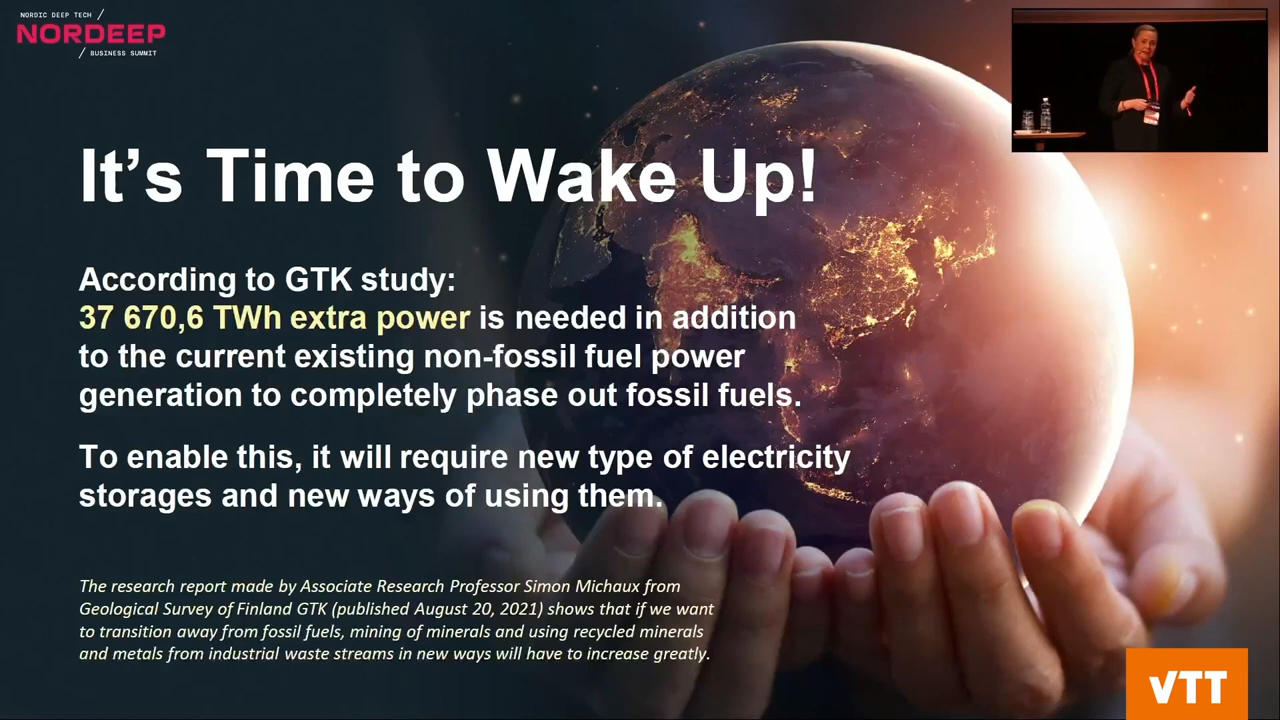 NORDIC DEEP TECH /
NORDEEP
/ BUSINESS SUMMIT
It's Time to Wake Up!
According to GTK study:
37 670,6 TWh extra power is needed in addition
to the current existing non-fossil fuel power
generation to completely phase out fossil fuels.
To enable this, it will require new type of electricity
storages and new ways of using them.
The research report made by Associate Research Professor Simon Michaux from
Geological Survey of Finland GTK (published August 20, 2021) shows that if we want
to transition away from fossil fuels, mining of minerals and using recycled minerals
and metals from industrial waste streams in new ways will have to increase greatly.
VTT